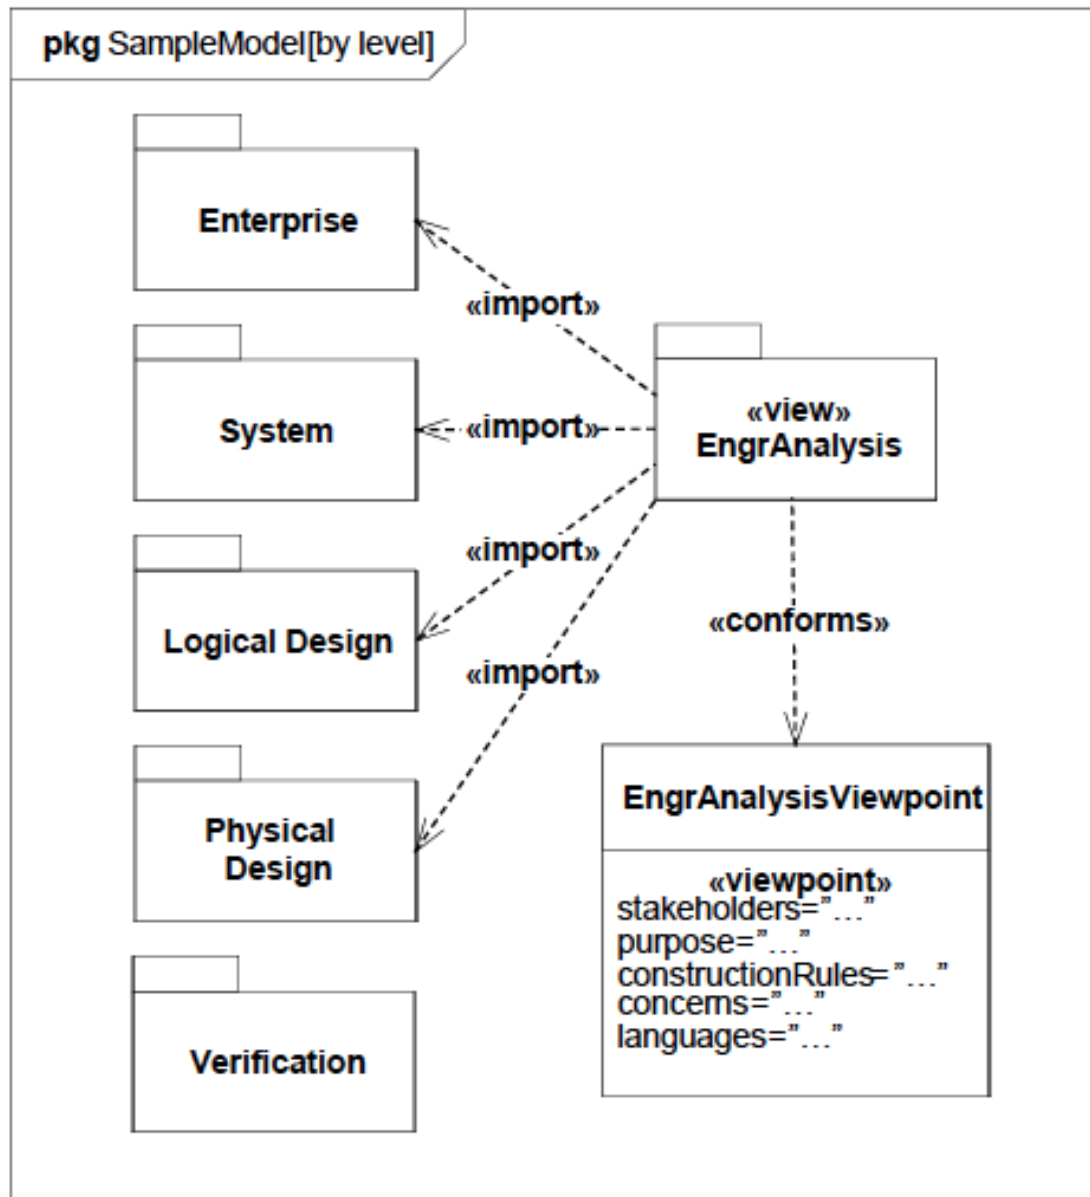 pkg SampleModel[by level]
Enterprise
«import»
System
«import»
«view»
EngrAnalysis
«import»
Logical Design
«conforms»
«import»
Physical
Design
EngrAnalysisViewpoint
«viewpoint»
stakeholders=”...”
purpose=”...”
constructionRules=”...”
concerns=”...”
languages=”...”
Verification